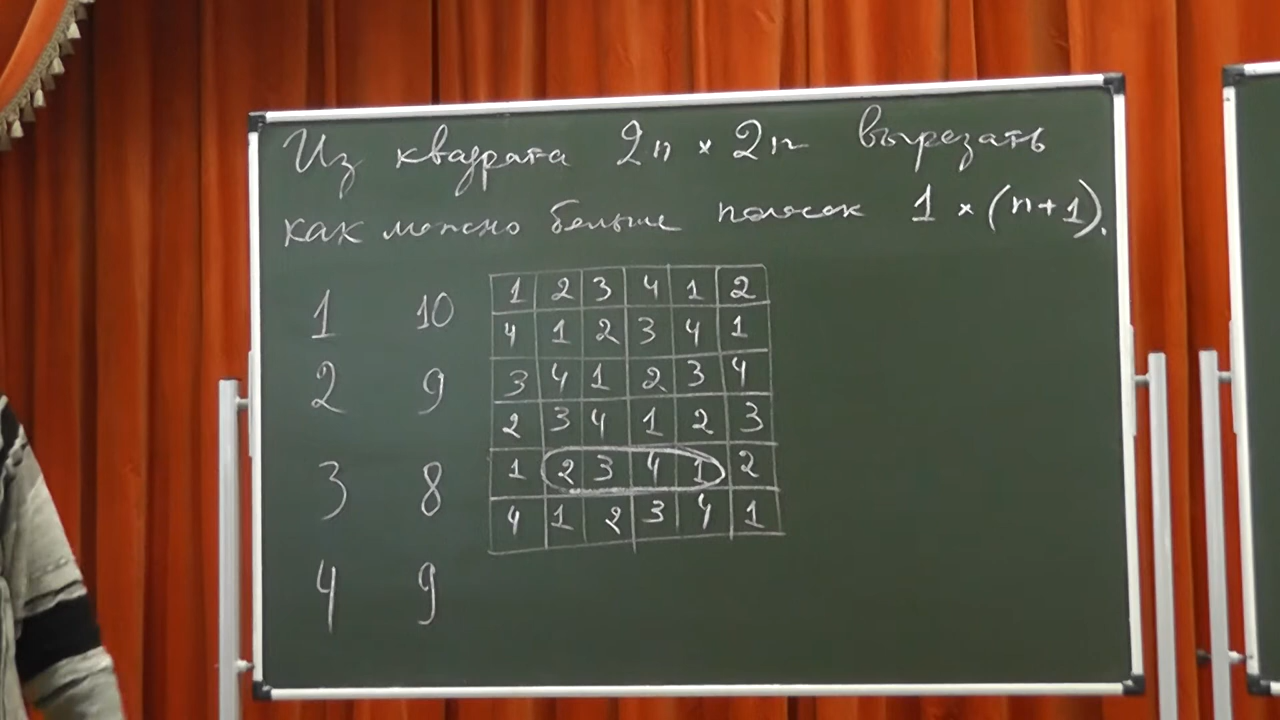 Из квадрата 2n × 2n вырезать
как можно больше полосок 1 × (n+1).
1 10
2 9
3 8
4 9
1 2 3 4 1 2
4 1 2 3 4 1
3 4 1 2 3 4
2 3 4 1 2 3
1 2 3 4 1 2
4 1 2 3 4 1